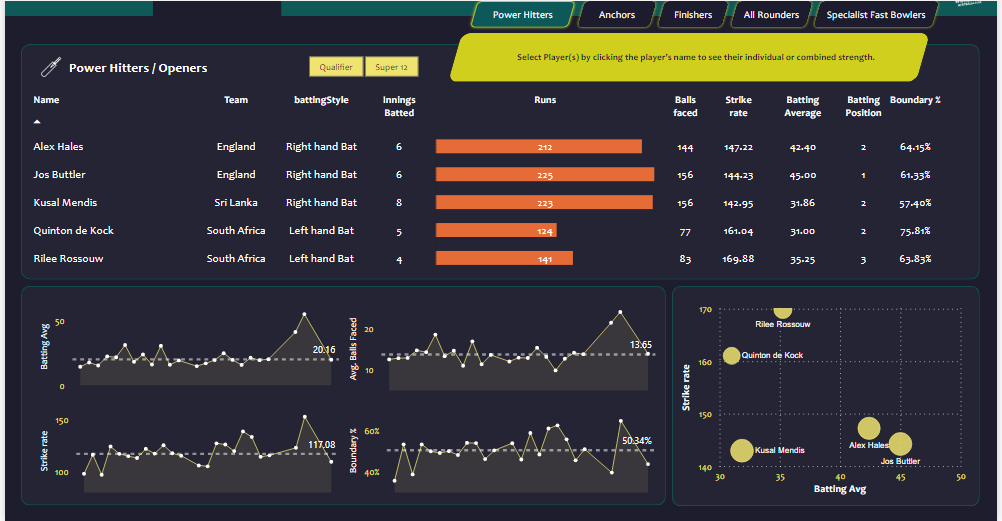 Power Hitters Anchors Finishers All Rounders Specialist Fast Bowlers
Select Player(s) by clicking the player's name to see their individual or combined strength.
Power Hitters / Openers Qualifier Super 12
Name Team battingStyle Innings Batted Runs Balls faced Strike rate Batting Average Batting Position Boundary %
Alex Hales England Right hand Bat 6 212 144 147.22 42.40 2 64.15%
Jos Buttler England Right hand Bat 6 225 156 144.23 45.00 1 61.33%
Kusal Mendis Sri Lanka Right hand Bat 8 223 156 142.95 31.86 2 57.40%
Quinton de Kock South Africa Left hand Bat 5 124 77 161.04 31.00 2 75.81%
Rilee Rossouw South Africa Left hand Bat 4 141 83 169.88 35.25 3 63.83%
Batting Avg
50
0
20.16
Avg. Balls Faced
20
10
13.65
Strike rate
150
100
117.08
Boundary %
60%
40%
50.34%
Strike rate
170
160
150
140
Rilee Rossouw
Quinton de Kock
Alex Hales
Jos Buttler
Kusal Mendis
30 35 40 45 50
Batting Avg